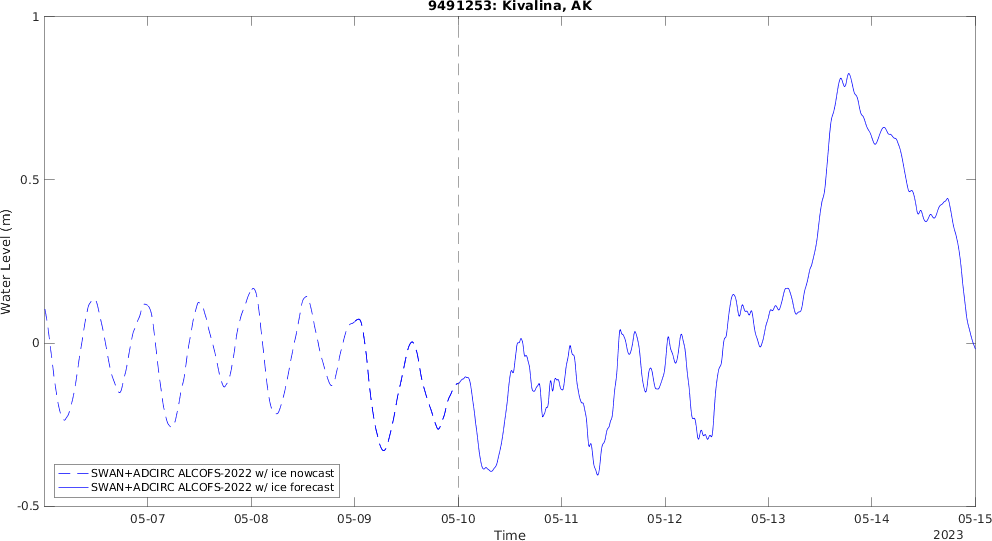 9491253: Kivalina, AK
1
0.5
0
-0.5
Water Level (m)
SWAN+ADCIRC ALCOFS-2022 w/ ice nowcast
SWAN+ADCIRC ALCOFS-2022 w/ ice forecast
05-07 05-08 05-09 05-10 05-11 05-12 05-13 05-14 05-15
Time
2023